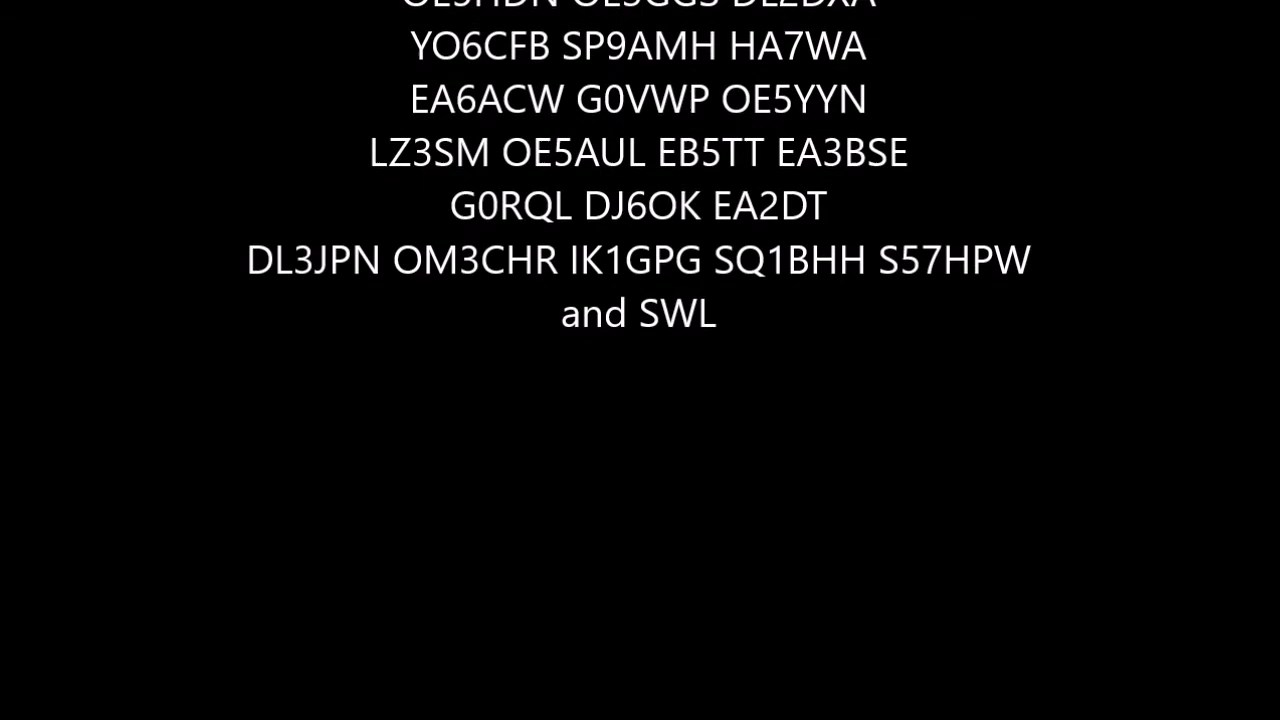 YO6CFB SP9AMH HA7WA
EA6ACW G0VWP OE5YYN
LZ3SM OE5AUL EB5TT EA3BSE
G0RQL DJ6OK EA2DT
DL3JPN OM3CHR IK1GPG SQ1BHH S57HPW
and SWL